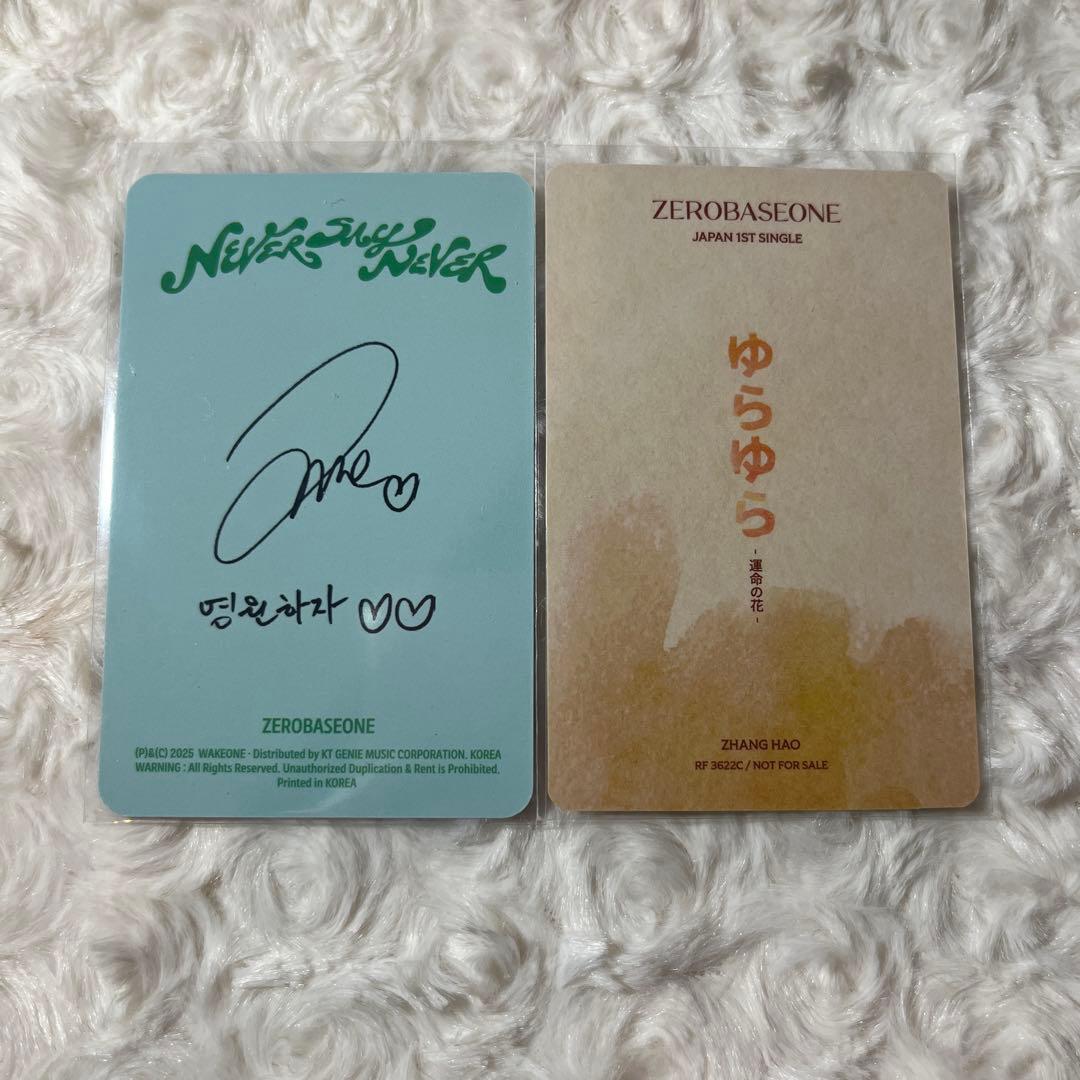 NEVER SAY NEVER
영원하자 ♡♡
ZEROBASEONE
(P)&(C) 2025 WAKEONE · Distributed by KT GENIE MUSIC CORPORATION. KOREA
WARNING : All Rights Reserved. Unauthorized Duplication & Rent is Prohibited.
Printed in KOREA
ZEROBASEONE
JAPAN 1ST SINGLE
ゆらゆら
- 運命の花 -
ZHANG HAO
RF 3622C / NOT FOR SALE